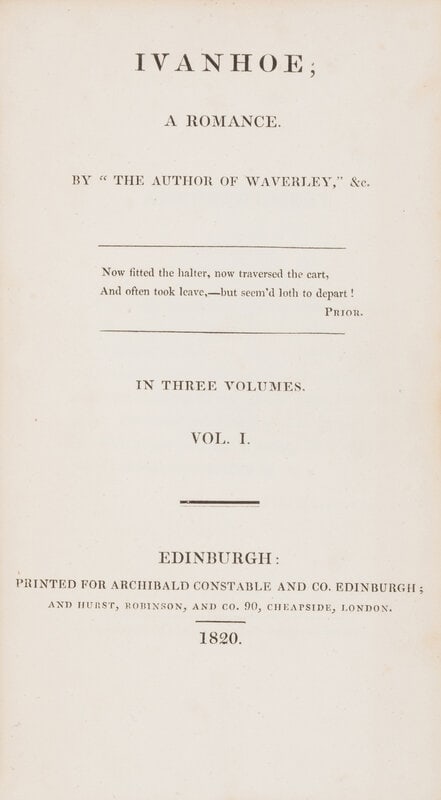 IVANHOE;
A ROMANCE.
BY “ THE AUTHOR OF WAVERLEY,” &c.
Now fitted the halter, now traversed the cart,
And often took leave,—but seem'd loth to depart !
PRIOR.
IN THREE VOLUMES.
VOL. I.
EDINBURGH:
PRINTED FOR ARCHIBALD CONSTABLE AND CO. EDINBURGH;
AND HURST, ROBINSON, AND CO. 90, CHEAPSIDE, LONDON.
1820.